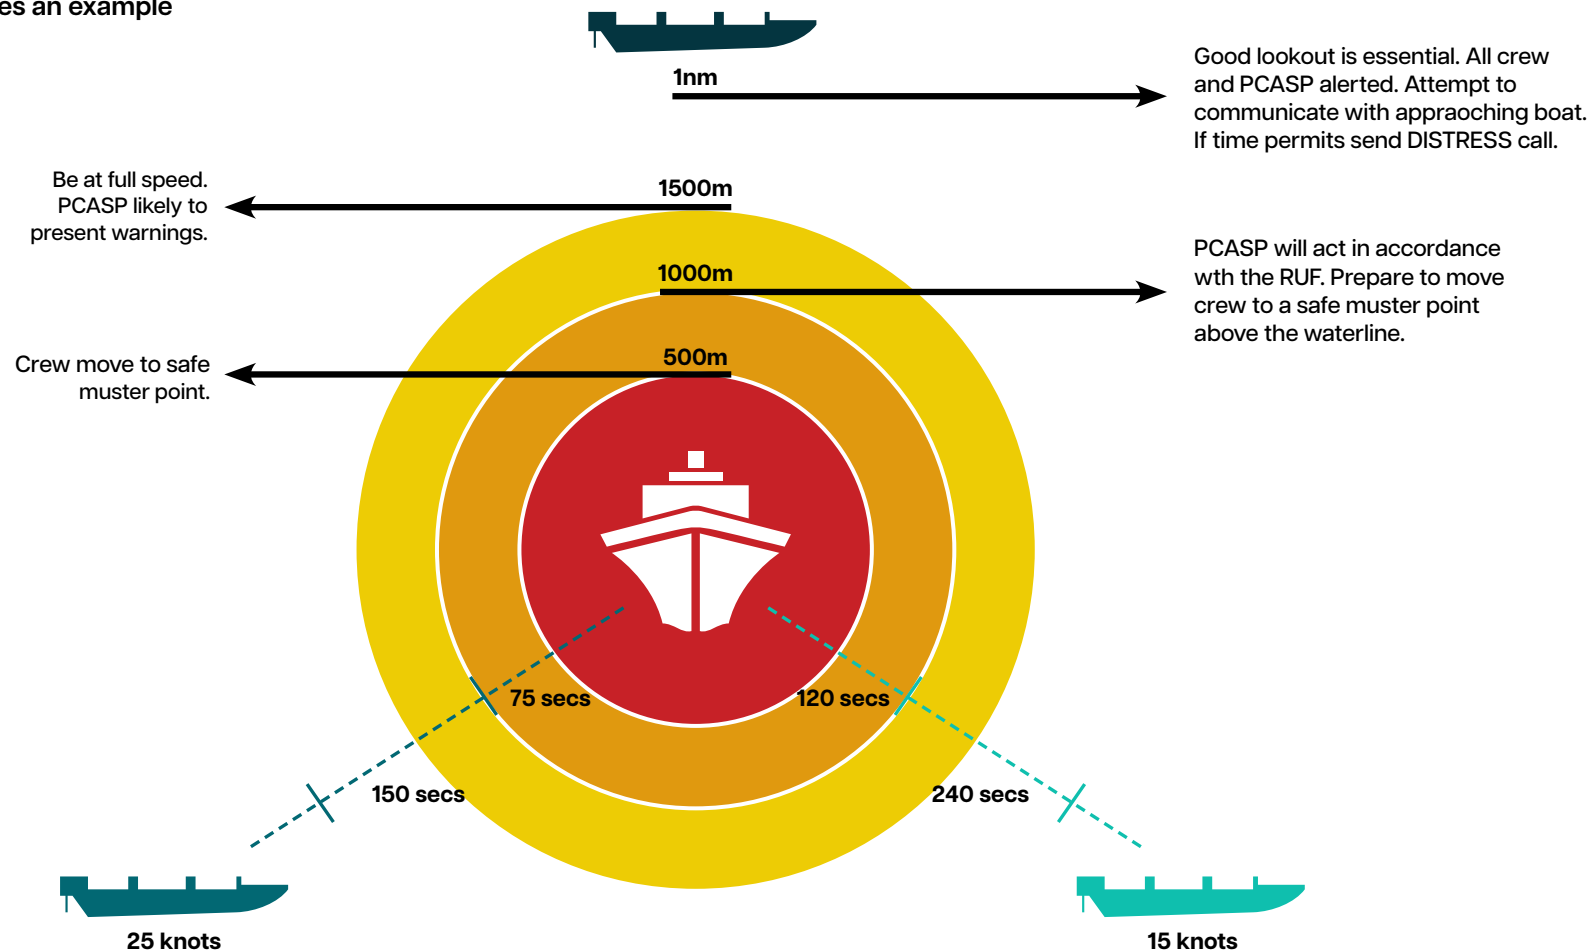 es an example
1nm
Good lookout is essential. All crew
and PCASP alerted. Attempt to
communicate with appraoching boat.
If time permits send DISTRESS call.
Be at full speed.
PCASP likely to
present warnings.
1500m
1000m
PCASP will act in accordance
wth the RUF. Prepare to move
crew to a safe muster point
above the waterline.
500m
Crew move to safe
muster point.
75 secs
120 secs
150 secs
240 secs
25 knots
15 knots